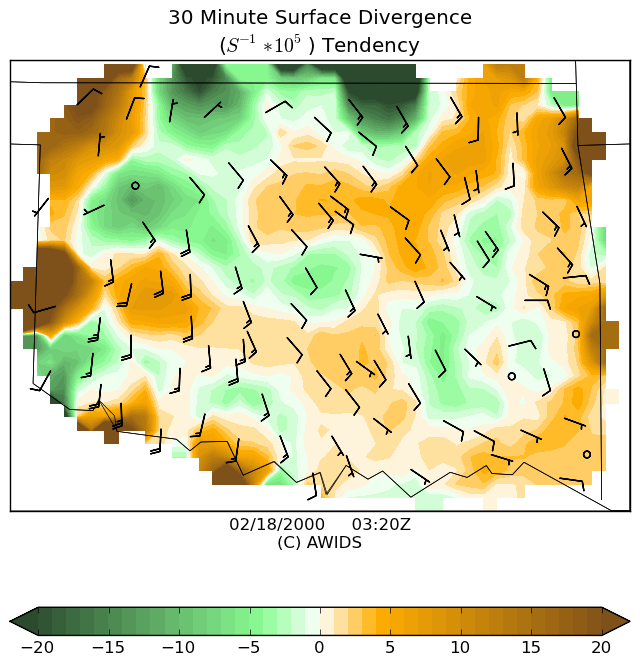 30 Minute Surface Divergence
(S⁻¹ ∗ 10⁵ ) Tendency
02/18/2000 03:20Z
(C) AWIDS
−20 −15 −10 −5 0 5 10 15 20